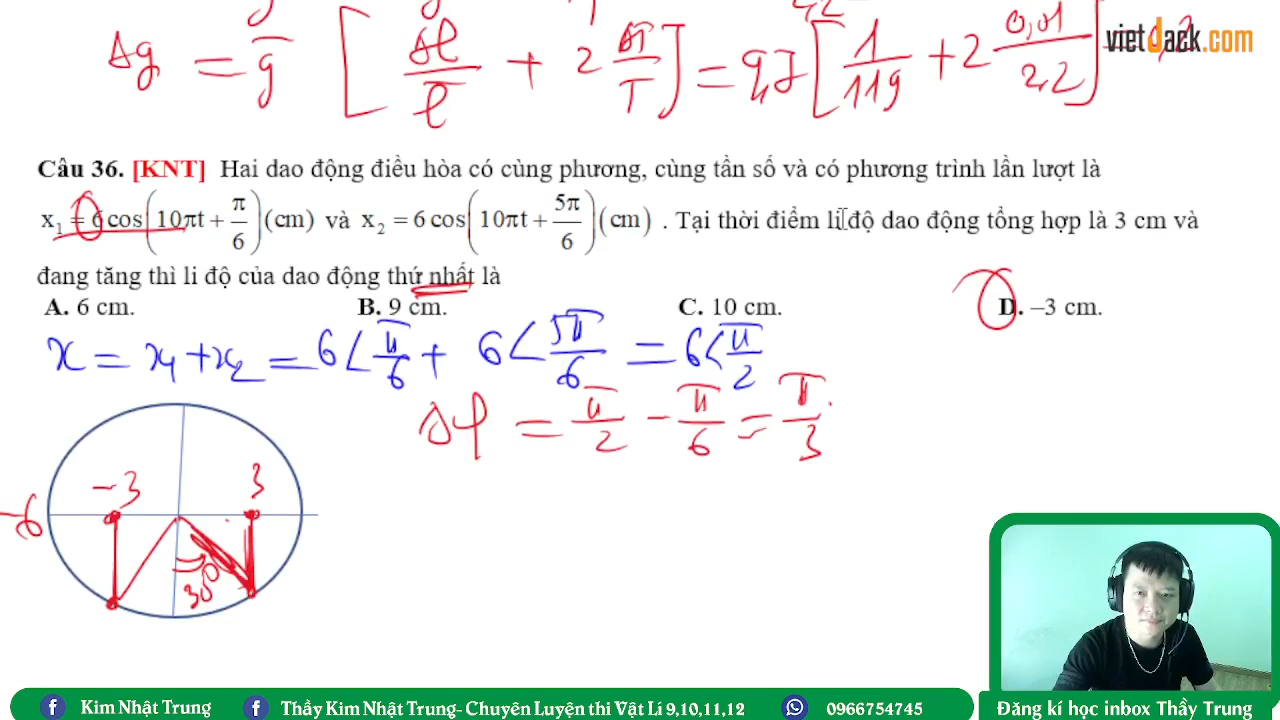 Δg = g [ Δl / l + 2 ΔT / T ] = 9,7 [ 1 / 119 + 2 0,01 / 2,2 ]
vietjack.com
Câu 36. [KNT] Hai dao động điều hòa có cùng phương, cùng tần số và có phương trình lần lượt là
x₁ = 6 cos(10πt + π/6)(cm) và x₂ = 6 cos(10πt + 5π/6)(cm) . Tại thời điểm li độ dao động tổng hợp là 3 cm và
đang tăng thì li độ của dao động thứ nhất là
A. 6 cm. B. 9 cm. C. 10 cm. D. –3 cm.
x = x₁ + x₂ = 6∠π/6 + 6∠5π/6 = 6∠π/2
Δφ = π/2 – π/6 = π/3
–3 3
–6
30⁰
Kim Nhật Trung Thầy Kim Nhật Trung- Chuyên Luyện thi Vật Lí 9,10,11,12 0966754745 Đăng kí học inbox Thầy Trung